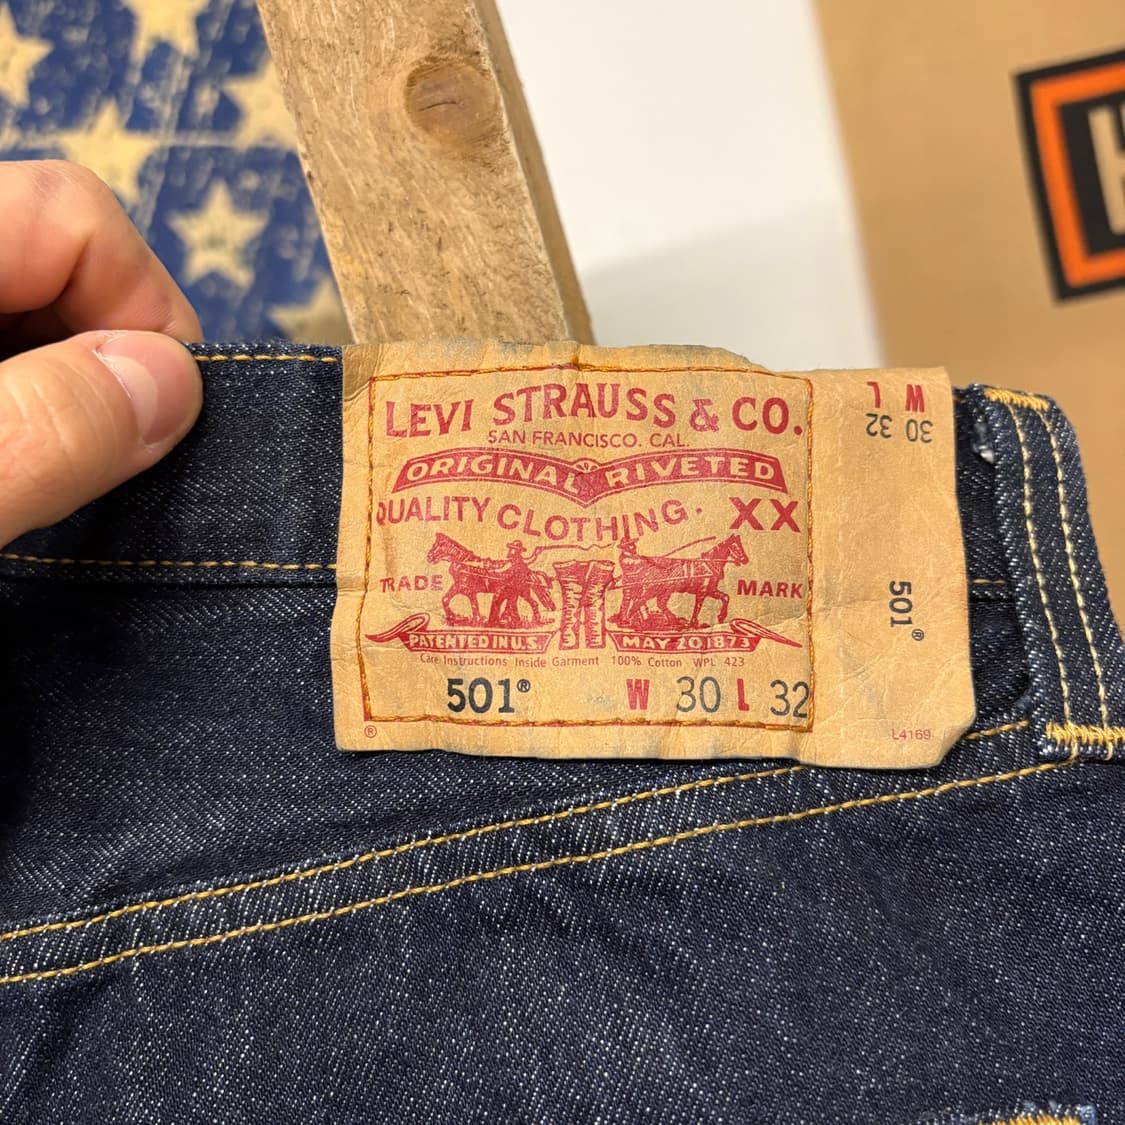 LEVI STRAUSS & CO.
SAN FRANCISCO. CAL.
ORIGINAL RIVETED
QUALITY CLOTHING. XX
TRADE MARK
PATENTED IN U.S. MAY 20 1873
Care Instructions Inside Garment 100% Cotton WPL 423
501® W 30 L 32
®
W L
30 32
501®
L4169